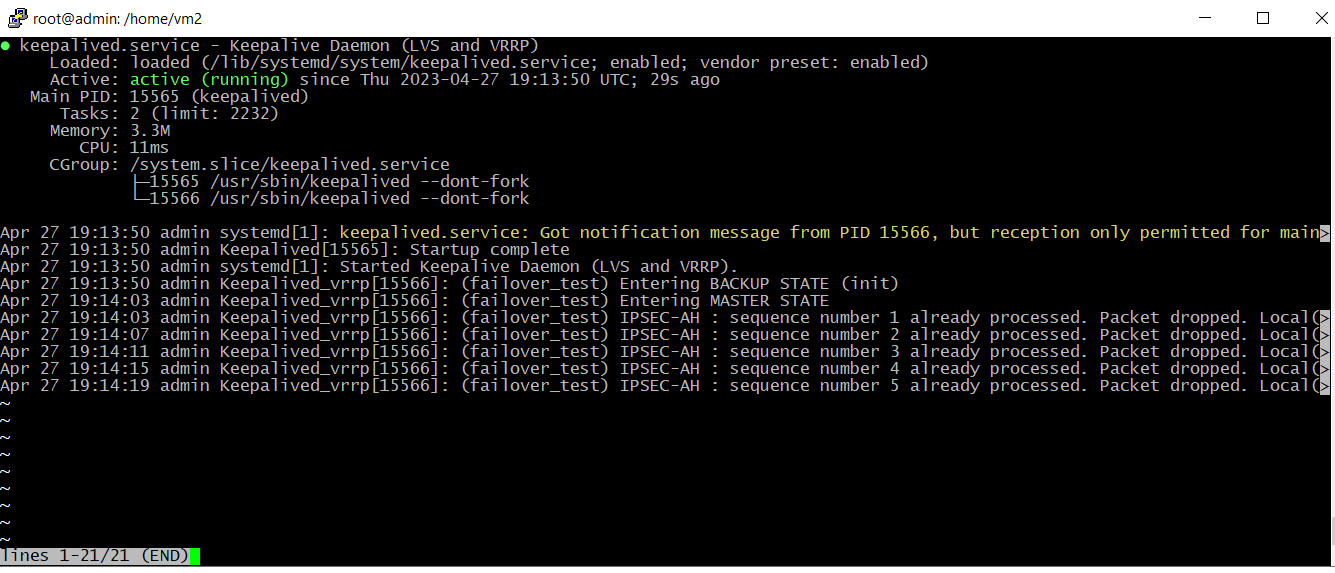 root@admin: /home/vm2
● keepalived.service - Keepalive Daemon (LVS and VRRP)
     Loaded: loaded (/lib/systemd/system/keepalived.service; enabled; vendor preset: enabled)
     Active: active (running) since Thu 2023-04-27 19:13:50 UTC; 29s ago
   Main PID: 15565 (keepalived)
      Tasks: 2 (limit: 2232)
     Memory: 3.3M
        CPU: 11ms
     CGroup: /system.slice/keepalived.service
             ├─15565 /usr/sbin/keepalived --dont-fork
             └─15566 /usr/sbin/keepalived --dont-fork

Apr 27 19:13:50 admin systemd[1]: keepalived.service: Got notification message from PID 15566, but reception only permitted for main>
Apr 27 19:13:50 admin Keepalived[15565]: Startup complete
Apr 27 19:13:50 admin systemd[1]: Started Keepalive Daemon (LVS and VRRP).
Apr 27 19:13:50 admin Keepalived_vrrp[15566]: (failover_test) Entering BACKUP STATE (init)
Apr 27 19:14:03 admin Keepalived_vrrp[15566]: (failover_test) Entering MASTER STATE
Apr 27 19:14:03 admin Keepalived_vrrp[15566]: (failover_test) IPSEC-AH : sequence number 1 already processed. Packet dropped. Local(>
Apr 27 19:14:07 admin Keepalived_vrrp[15566]: (failover_test) IPSEC-AH : sequence number 2 already processed. Packet dropped. Local(>
Apr 27 19:14:11 admin Keepalived_vrrp[15566]: (failover_test) IPSEC-AH : sequence number 3 already processed. Packet dropped. Local(>
Apr 27 19:14:15 admin Keepalived_vrrp[15566]: (failover_test) IPSEC-AH : sequence number 4 already processed. Packet dropped. Local(>
Apr 27 19:14:19 admin Keepalived_vrrp[15566]: (failover_test) IPSEC-AH : sequence number 5 already processed. Packet dropped. Local(>
~
~
~
~
~
~
~
~
~
lines 1-21/21 (END)